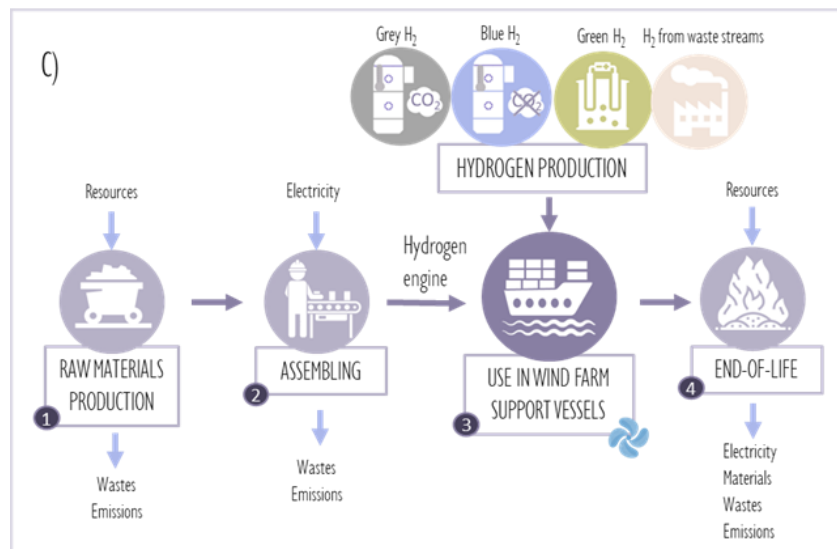 C)
Grey H₂
Blue H₂
Green H₂
H₂ from waste streams
CO₂
CO₂
HYDROGEN PRODUCTION
Resources
Electricity
Hydrogen
engine
Resources
RAW MATERIALS
PRODUCTION
1
ASSEMBLING
2
USE IN WIND FARM
SUPPORT VESSELS
3
END-OF-LIFE
4
Wastes
Emissions
Wastes
Emissions
Electricity
Materials
Wastes
Emissions